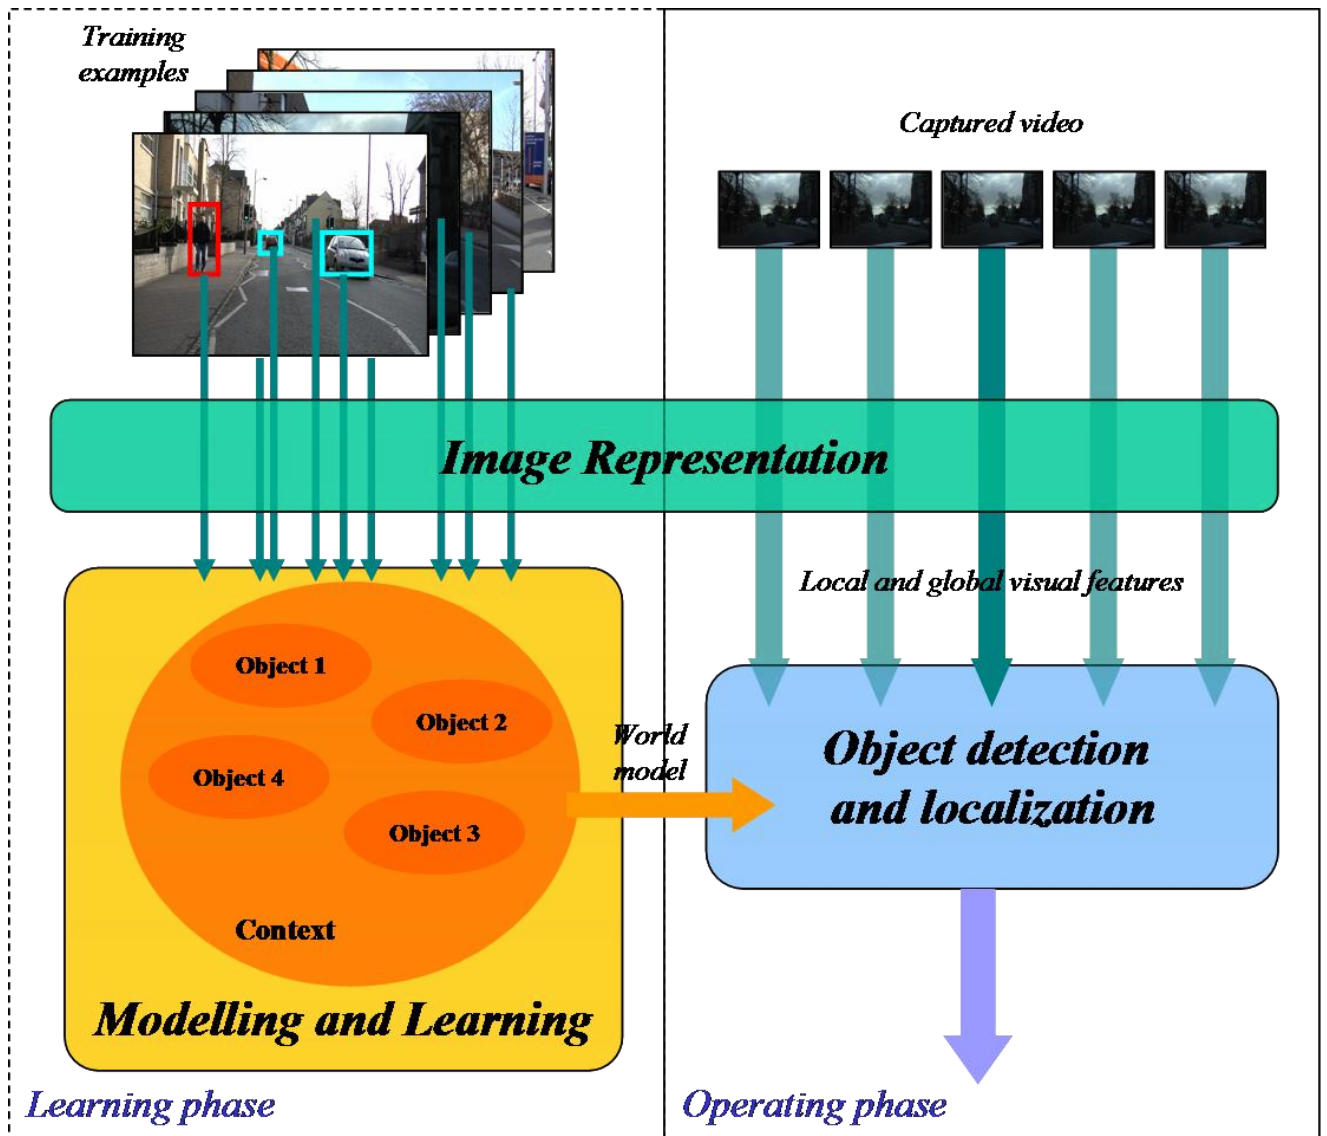 Training
examples
Captured video
Image Representation
Local and global visual features
Object 1
Object 2
Object 4
Object 3
Context
Modelling and Learning
World
model
Object detection
and localization
Learning phase
Operating phase